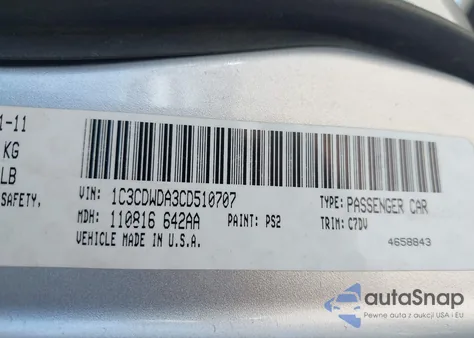 1-11
KG
LB
SAFETY,
VIN: 1C3CDWDA3CD510707
TYPE: PASSENGER CAR
MDH: 110816 642AA
PAINT: PS2
TRIM: C7DV
VEHICLE MADE IN U.S.A.
4658843
autoSnap
Pewne auta z aukcji USA i EU